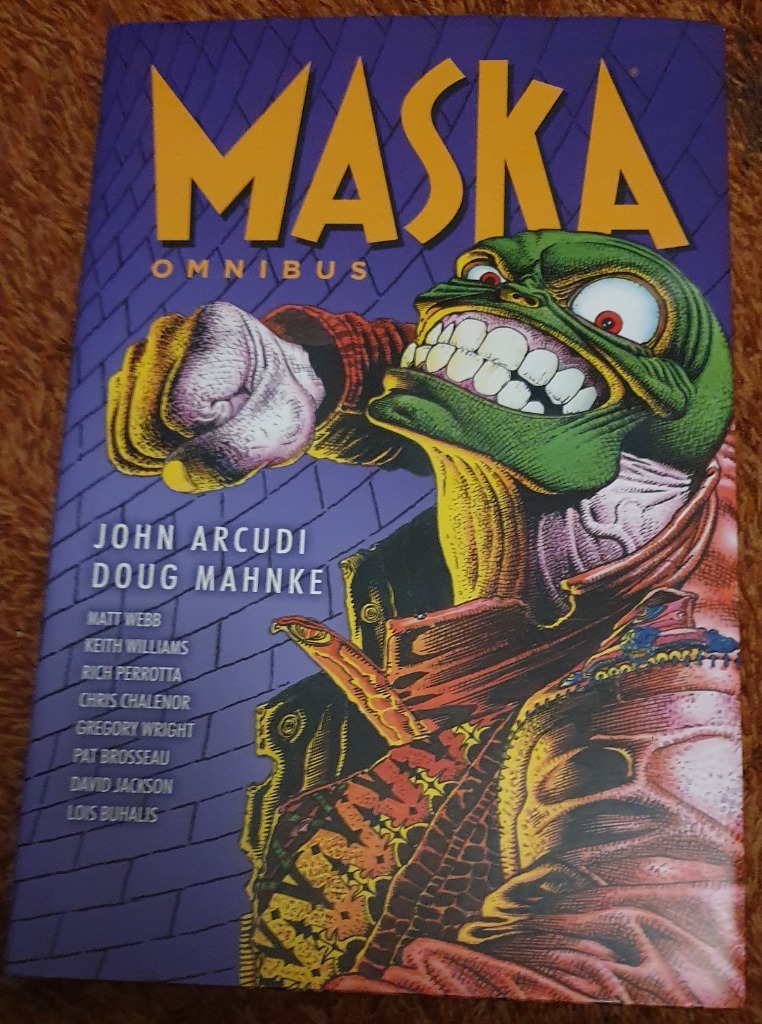 MASKA®
OMNIBUS
JOHN ARCUDI
DOUG MAHNKE
MATT WEBB
KEITH WILLIAMS
RICH PERROTTA
CHRIS CHALENOR
GREGORY WRIGHT
PAT BROSSEAU
DAVID JACKSON
LOIS BUHALIS